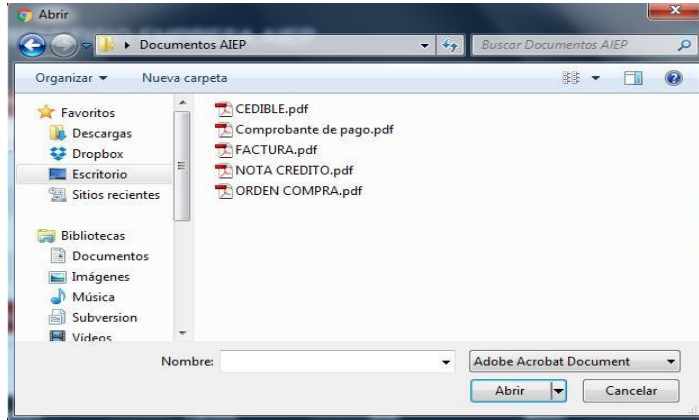 Abrir
Documentos AIEP
Buscar Documentos AIEP
Organizar
Nueva carpeta
Favoritos
Descargas
Dropbox
Escritorio
Sitios recientes
Bibliotecas
Documentos
Imágenes
Música
Subversion
Vídeos
CEDIBLE.pdf
Comprobante de pago.pdf
FACTURA.pdf
NOTA CREDITO.pdf
ORDEN COMPRA.pdf
Nombre:
Adobe Acrobat Document
Abrir
Cancelar